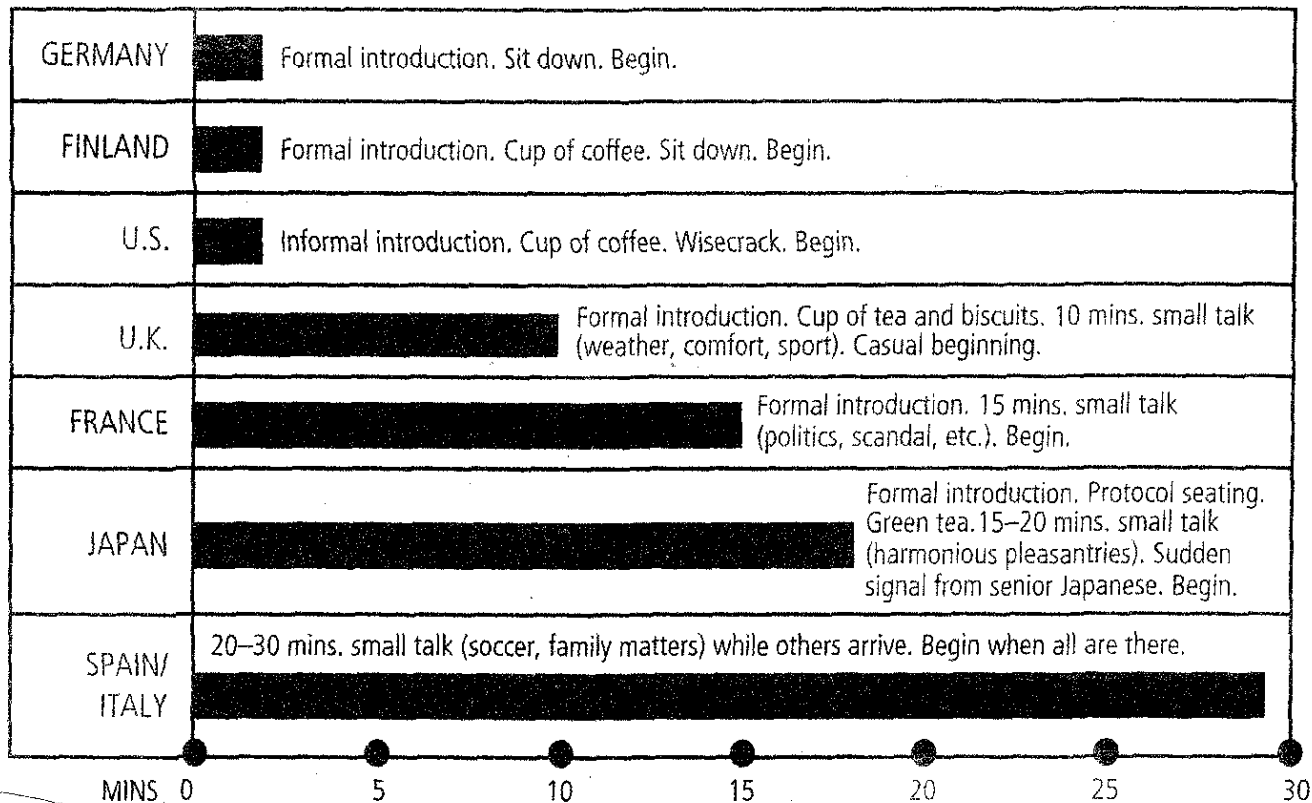 GERMANY
Formal introduction. Sit down. Begin.
FINLAND
Formal introduction. Cup of coffee. Sit down. Begin.
U.S.
Informal introduction. Cup of coffee. Wisecrack. Begin.
U.K.
Formal introduction. Cup of tea and biscuits. 10 mins. small talk
(weather, comfort, sport). Casual beginning.
FRANCE
Formal introduction. 15 mins. small talk
(politics, scandal, etc.). Begin.
JAPAN
Formal introduction. Protocol seating.
Green tea. 15–20 mins. small talk
(harmonious pleasantries). Sudden
signal from senior Japanese. Begin.
SPAIN/
ITALY
20–30 mins. small talk (soccer, family matters) while others arrive. Begin when all are there.
MINS 0 5 10 15 20 25 30